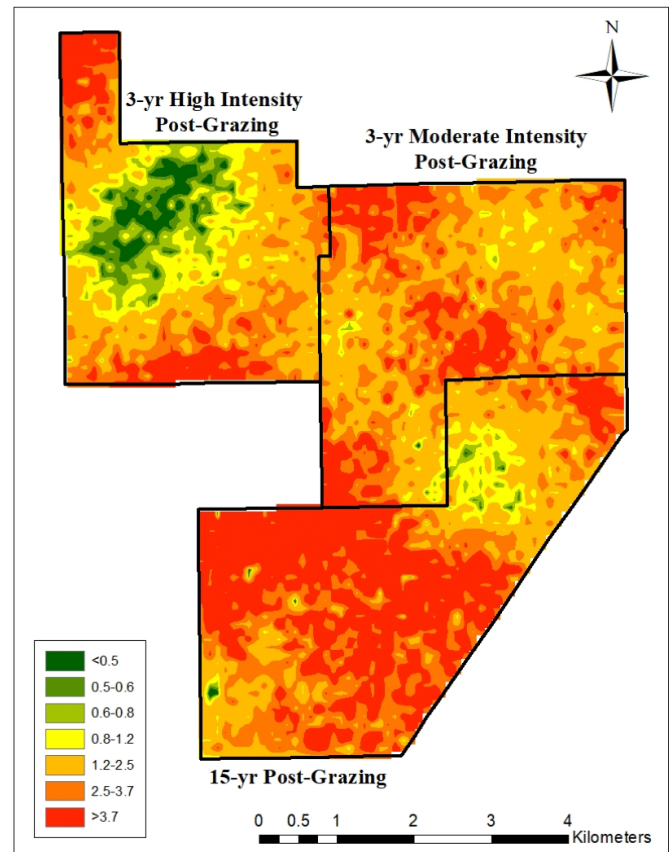 N
3-yr High Intensity
Post-Grazing
3-yr Moderate Intensity
Post-Grazing
<0.5
0.5-0.6
0.6-0.8
0.8-1.2
1.2-2.5
2.5-3.7
>3.7
15-yr Post-Grazing
0 0.5 1 2 3 4
Kilometers